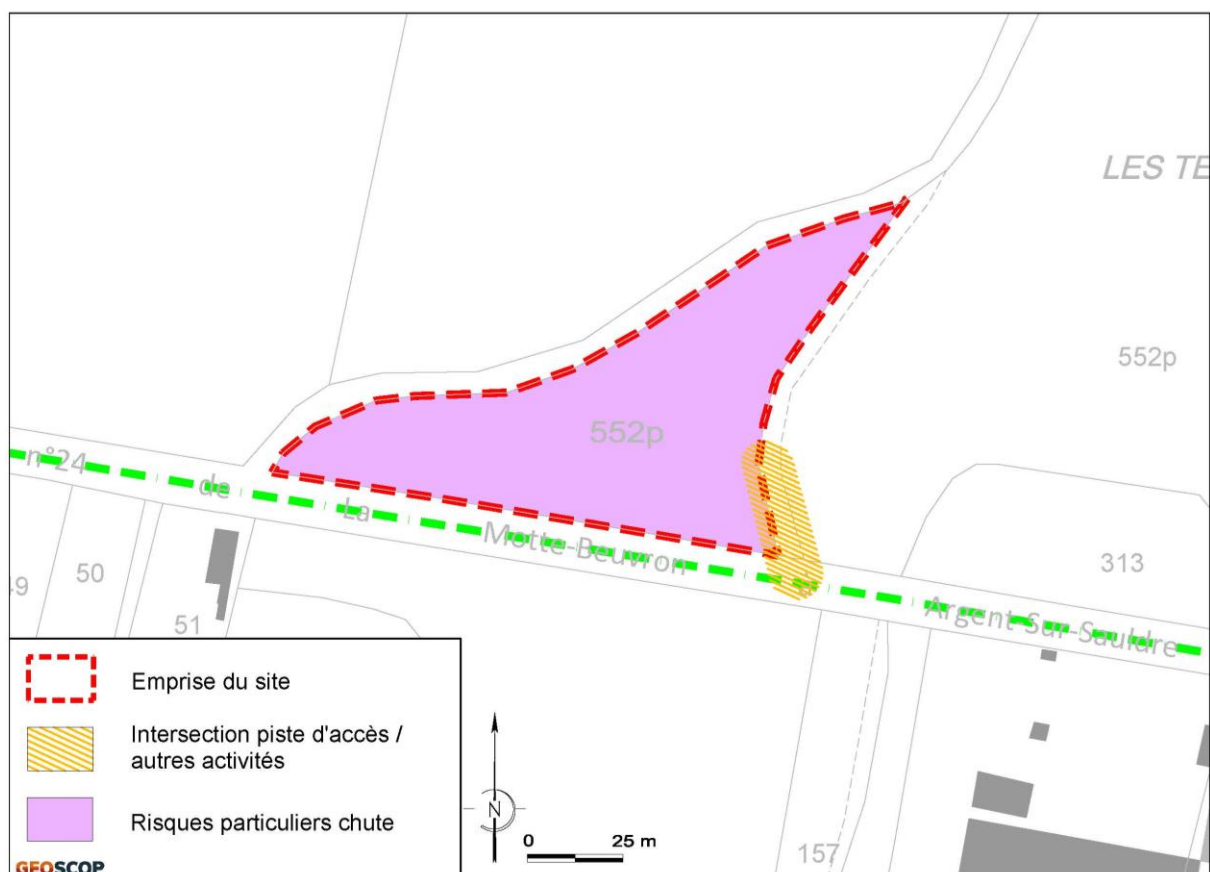 LES TE
552p
552p
n°24 de La Motte-Beuvron Argent-Sur-Sauldre
313
49
50
51
157
Emprise du site
Intersection piste d'accès /
autres activités
Risques particuliers chute
GEOSCOP
N
0 25 m